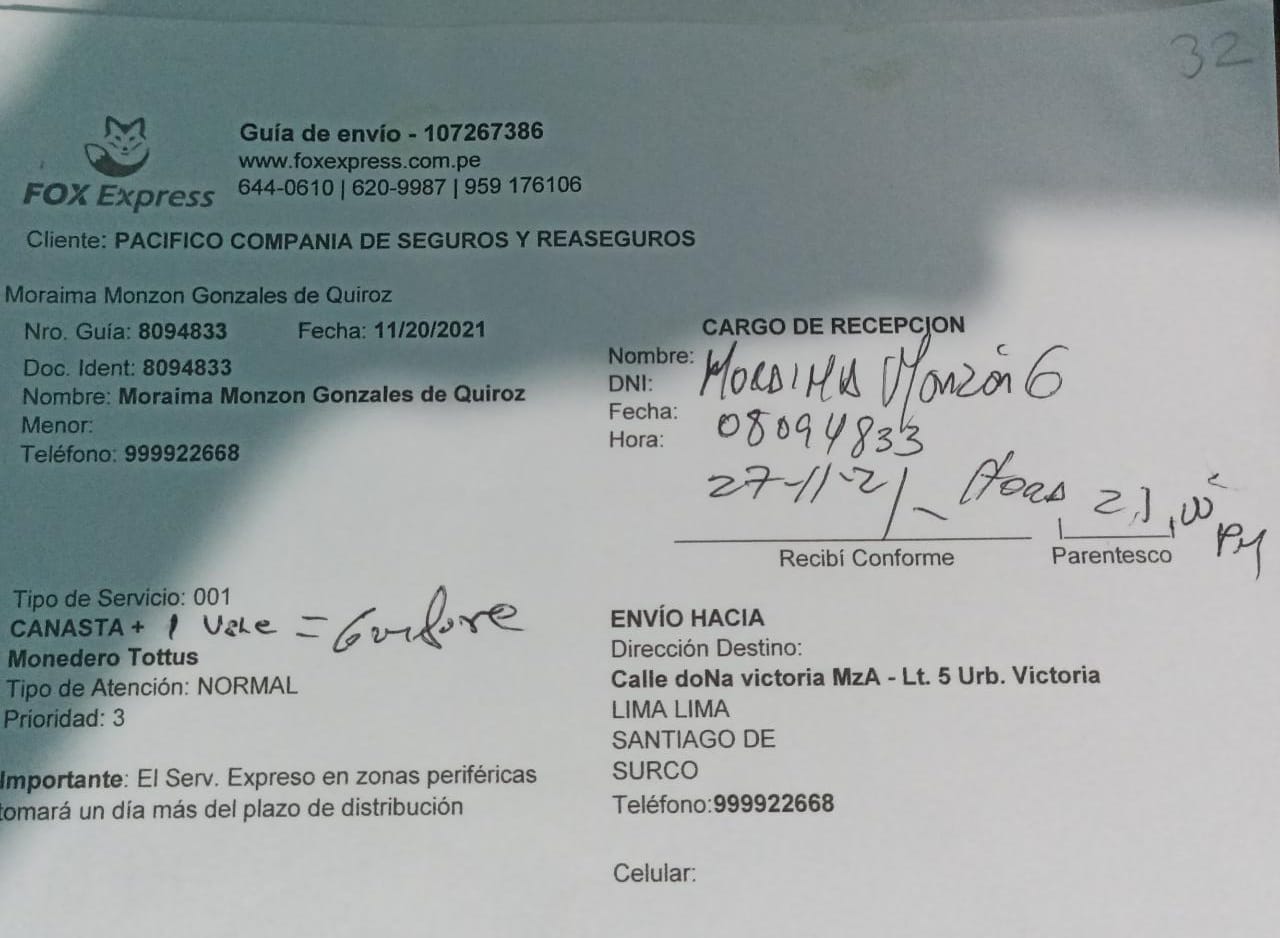 32
FOX Express
Guía de envío - 107267386
www.foxexpress.com.pe
644-0610 | 620-9987 | 959 176106
Cliente: PACIFICO COMPANIA DE SEGUROS Y REASEGUROS
Moraima Monzon Gonzales de Quiroz
Nro. Guía: 8094833 Fecha: 11/20/2021
Doc. Ident: 8094833
Nombre: Moraima Monzon Gonzales de Quiroz
Menor:
Teléfono: 999922668
CARGO DE RECEPCION
Nombre: Moraima Monzón G
DNI:
Fecha:
Hora: 08094833
27-11-21 Hora
PM
Recibí Conforme Parentesco
Tipo de Servicio: 001
CANASTA + 1 Vale =
Monedero Tottus
Tipo de Atención: NORMAL
Prioridad: 3
Importante: El Serv. Expreso en zonas periféricas
tomará un día más del plazo de distribución
ENVÍO HACIA
Dirección Destino:
Calle doNa victoria MzA - Lt. 5 Urb. Victoria
LIMA LIMA
SANTIAGO DE
SURCO
Teléfono:999922668
Celular: